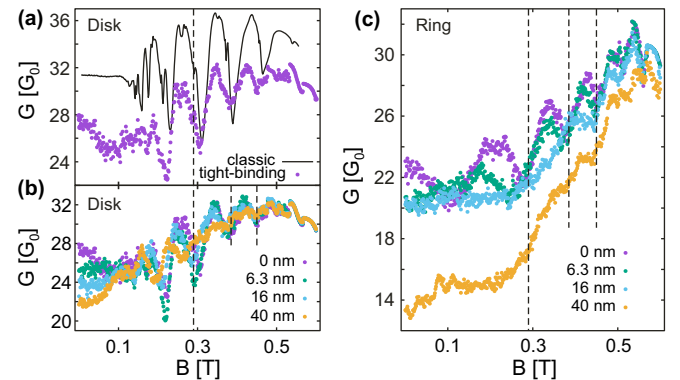 (a) Disk
36
32
28
24
G [G₀]
classic
tight-binding
(b) Disk
32
28
24
20
G [G₀]
0 nm
6.3 nm
16 nm
40 nm
0.1 0.3 0.5
B [T]
(c) Ring
30
26
22
18
14
G [G₀]
0 nm
6.3 nm
16 nm
40 nm
0.1 0.3 0.5
B [T]